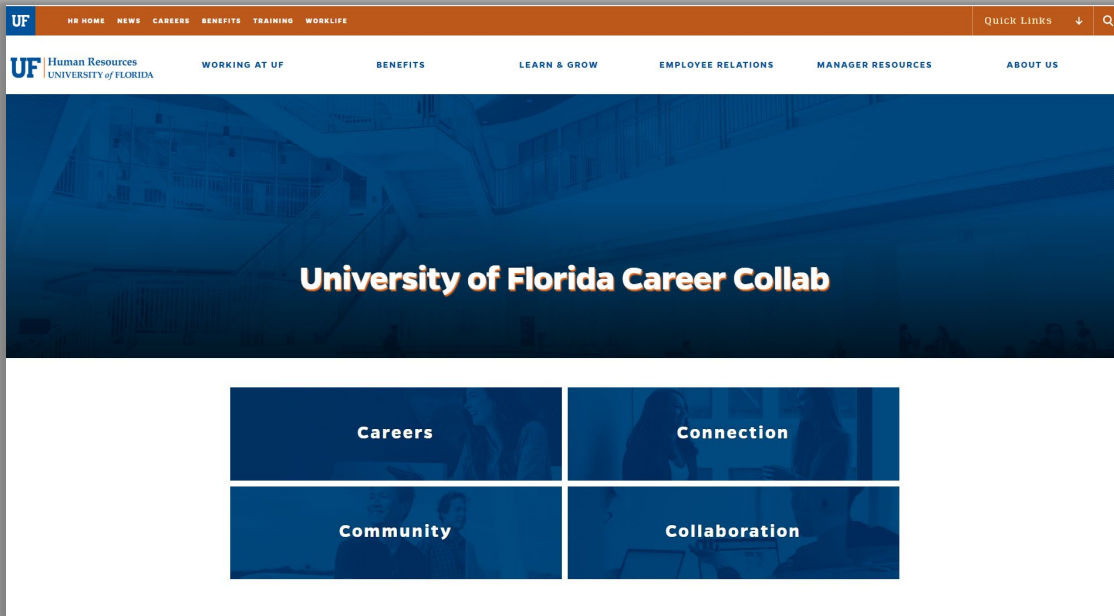 UF HR HOME NEWS CAREERS BENEFITS TRAINING WORKLIFE Quick Links
UF Human Resources
UNIVERSITY of FLORIDA
WORKING AT UF BENEFITS LEARN & GROW EMPLOYEE RELATIONS MANAGER RESOURCES ABOUT US
University of Florida Career Collab
Careers Connection
Community Collaboration